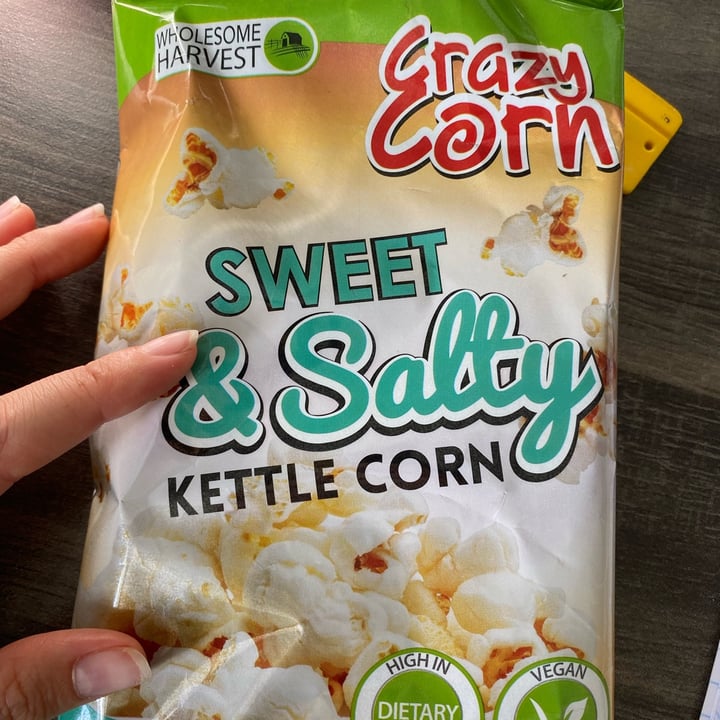 WHOLESOME
HARVEST
Crazy
Corn
SWEET
& Salty
KETTLE CORN
HIGH IN
DIETARY
VEGAN